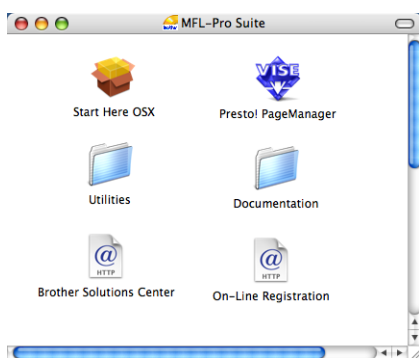 MFL-Pro Suite
VISE
Start Here OSX
Presto! PageManager
Utilities
Documentation
@
HTTP
Brother Solutions Center
@
HTTP
On-Line Registration